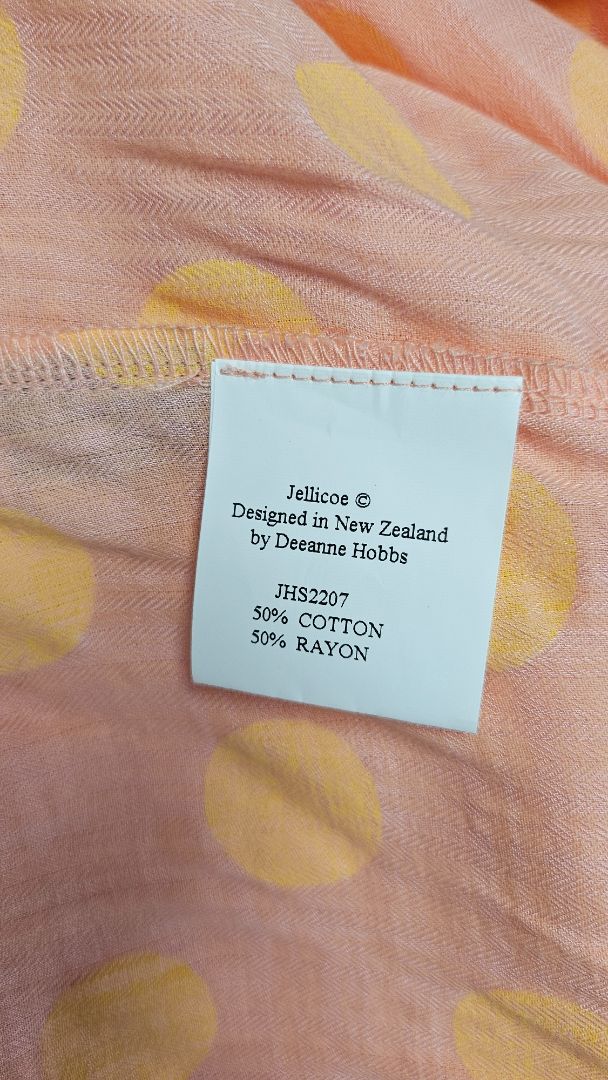 Jellicoe ©
Designed in New Zealand
by Deeanne Hobbs
JHS2207
50% COTTON
50% RAYON